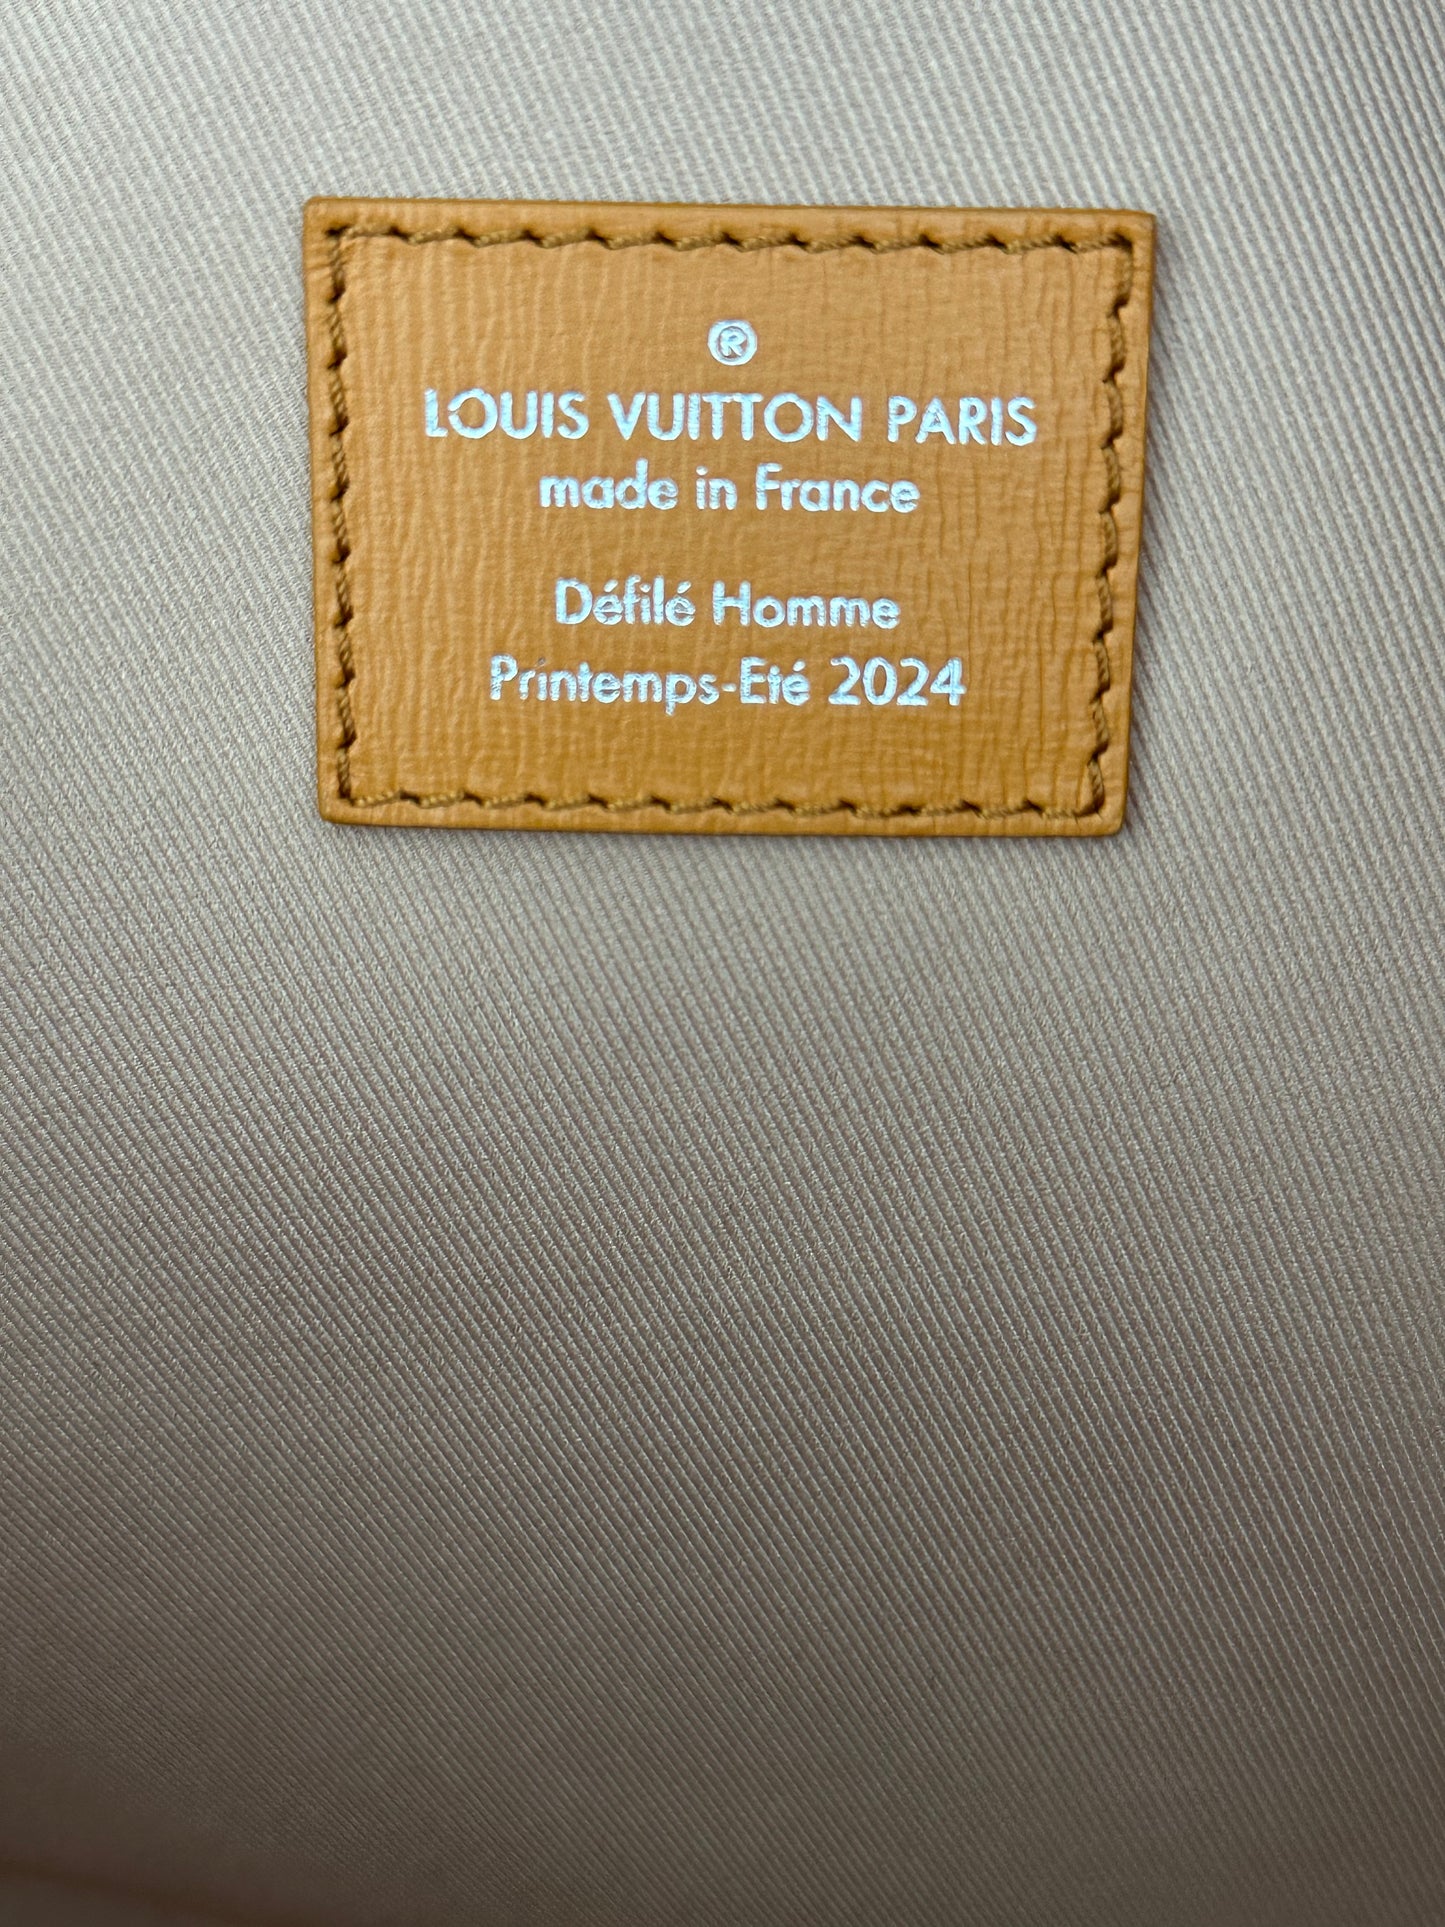 ®
LOUIS VUITTON PARIS
made in France
Défilé Homme
Printemps-Eté 2024